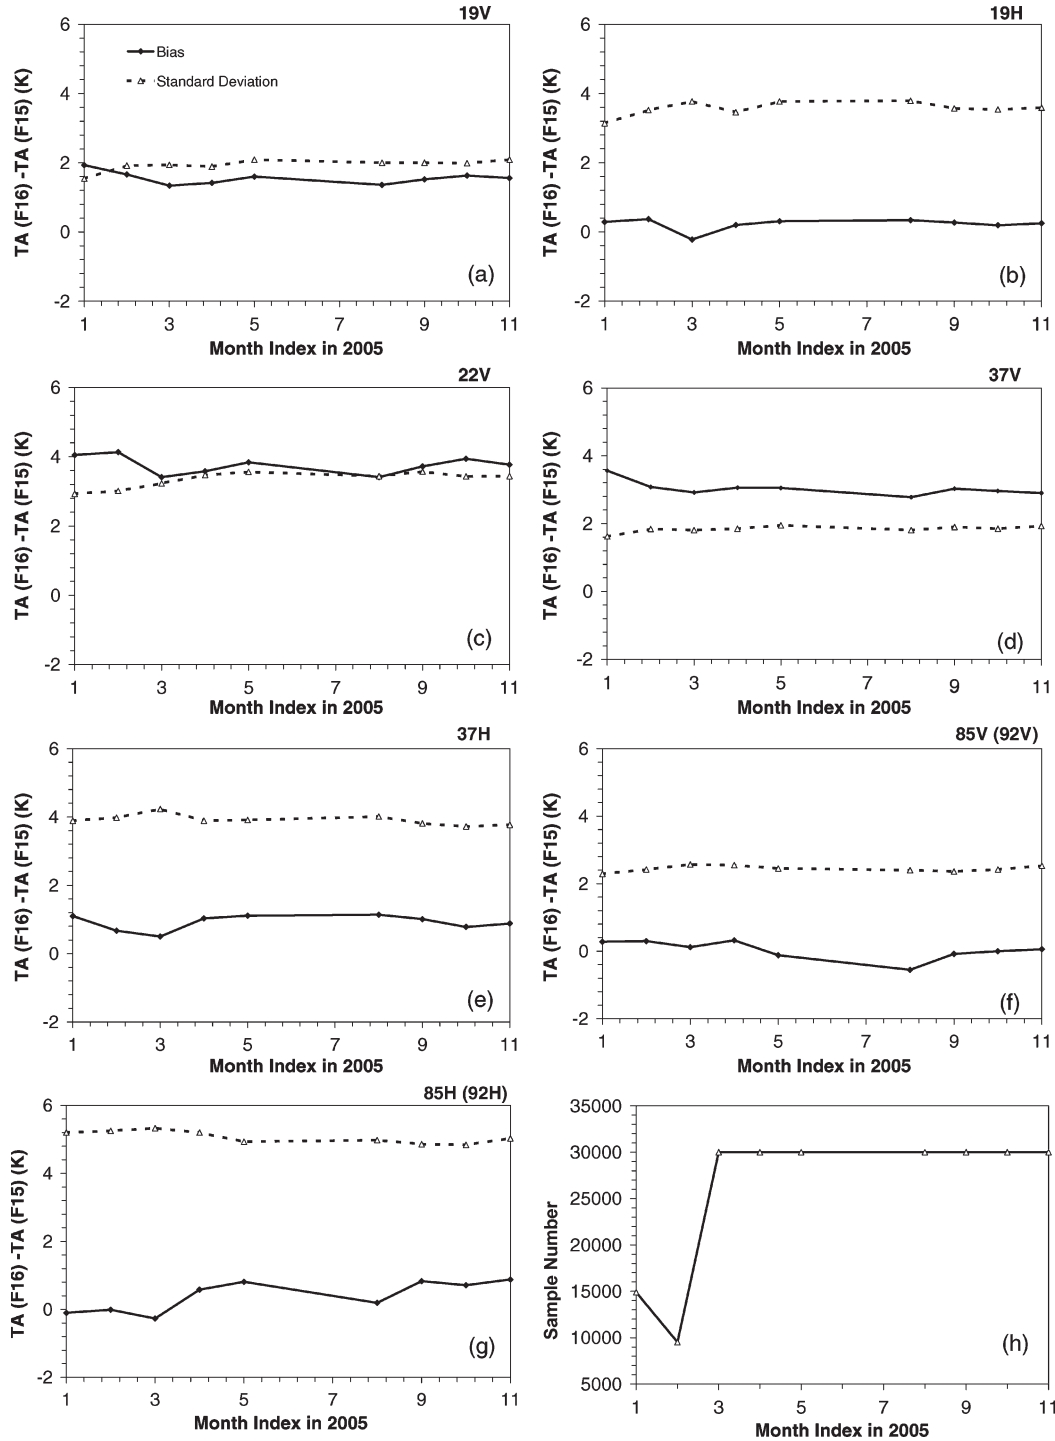 19V
6
4
2
0
-2
Bias
Standard Deviation
TA (F16) -TA (F15) (K)
(a)
1 3 5 7 9 11
Month Index in 2005
19H
6
4
2
0
-2
TA (F16) -TA (F15) (K)
(b)
1 3 5 7 9 11
Month Index in 2005
22V
6
4
2
0
-2
TA (F16) -TA (F15) (K)
(c)
1 3 5 7 9 11
Month Index in 2005
37V
6
4
2
0
-2
TA (F16) -TA (F15) (K)
(d)
1 3 5 7 9 11
Month Index in 2005
37H
6
4
2
0
-2
TA (F16) -TA (F15) (K)
(e)
1 3 5 7 9 11
Month Index in 2005
85V (92V)
6
4
2
0
-2
TA (F16) -TA (F15) (K)
(f)
1 3 5 7 9 11
Month Index in 2005
85H (92H)
6
4
2
0
-2
TA (F16) -TA (F15) (K)
(g)
1 3 5 7 9 11
Month Index in 2005
35000
30000
25000
20000
15000
10000
5000
Sample Number
(h)
1 3 5 7 9 11
Month Index in 2005